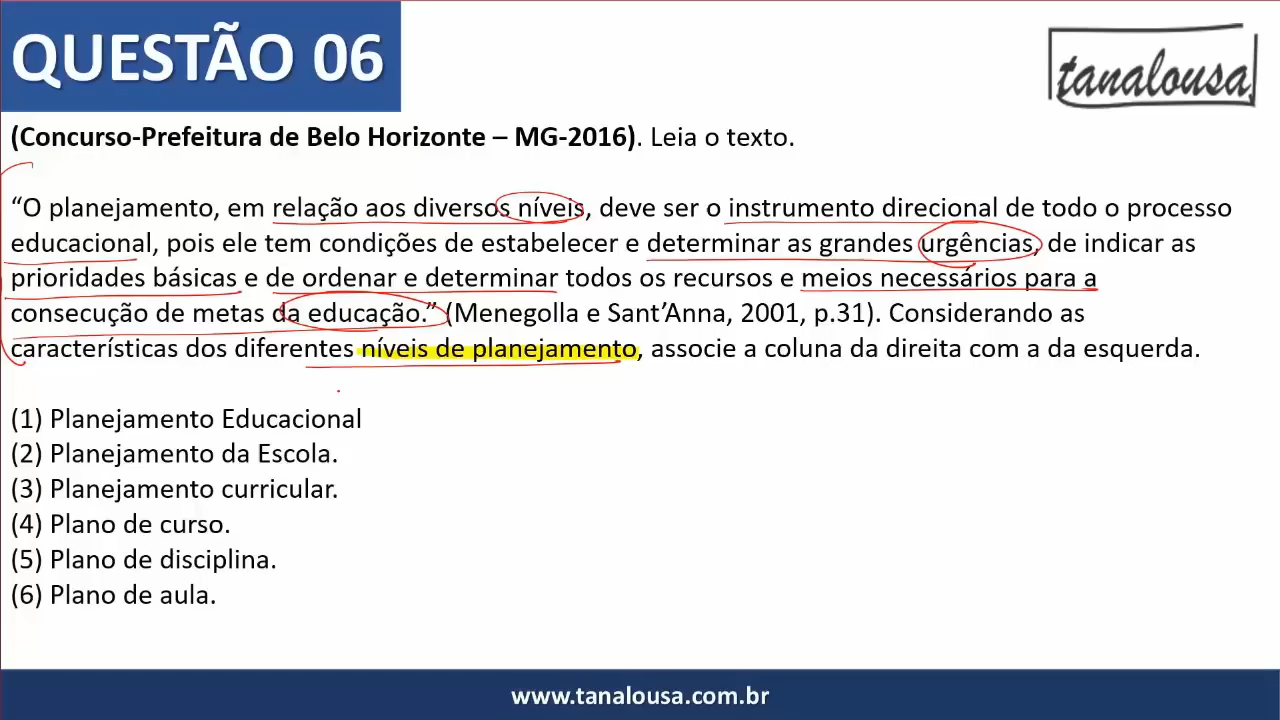 QUESTÃO 06
tanalousa
(Concurso-Prefeitura de Belo Horizonte – MG-2016). Leia o texto.
“O planejamento, em relação aos diversos níveis, deve ser o instrumento direcional de todo o processo
educacional, pois ele tem condições de estabelecer e determinar as grandes urgências, de indicar as
prioridades básicas e de ordenar e determinar todos os recursos e meios necessários para a
consecução de metas da educação.” (Menegolla e Sant’Anna, 2001, p.31). Considerando as
características dos diferentes níveis de planejamento, associe a coluna da direita com a da esquerda.
(1) Planejamento Educacional
(2) Planejamento da Escola.
(3) Planejamento curricular.
(4) Plano de curso.
(5) Plano de disciplina.
(6) Plano de aula.
www.tanalousa.com.br